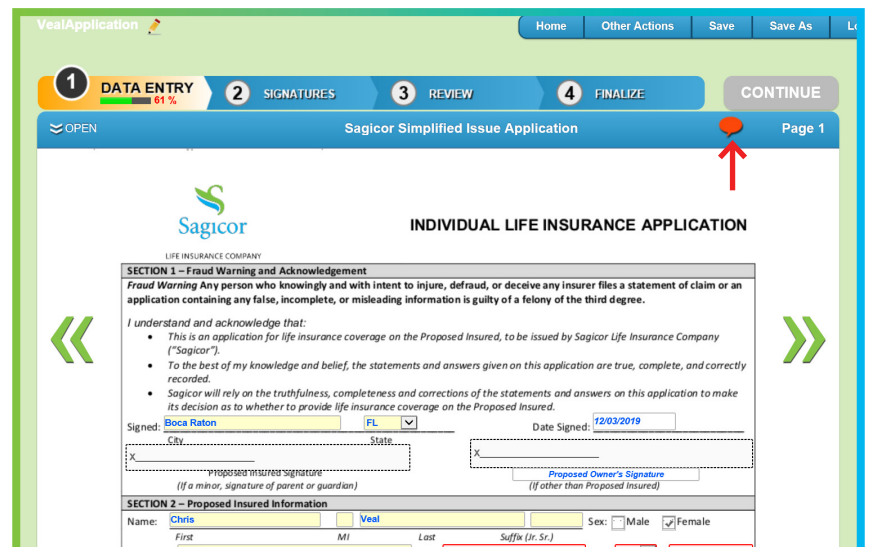 VealApplication
Home Other Actions Save Save As
1 DATA ENTRY 61 % 2 SIGNATURES 3 REVIEW 4 FINALIZE CONTINUE
OPEN Sagicor Simplified Issue Application Page 1
Sagicor
LIFE INSURANCE COMPANY
INDIVIDUAL LIFE INSURANCE APPLICATION
SECTION 1 – Fraud Warning and Acknowledgement
Fraud Warning Any person who knowingly and with intent to injure, defraud, or deceive any insurer files a statement of claim or an
application containing any false, incomplete, or misleading information is guilty of a felony of the third degree.
I understand and acknowledge that:
• This is an application for life insurance coverage on the Proposed Insured, to be issued by Sagicor Life Insurance Company
("Sagicor").
• To the best of my knowledge and belief, the statements and answers given on this application are true, complete, and correctly
recorded.
• Sagicor will rely on the truthfulness, completeness and corrections of the statements and answers on this application to make
its decision as to whether to provide life insurance coverage on the Proposed Insured.
Signed: Boca Raton FL Date Signed: 12/03/2019
City State
X X
Proposed Insured Signature Proposed Owner's Signature
(If a minor, signature of parent or guardian) (If other than Proposed Insured)
SECTION 2 – Proposed Insured Information
Name: Chris Veal Sex: Male Female
First MI Last Suffix (Jr. Sr.)